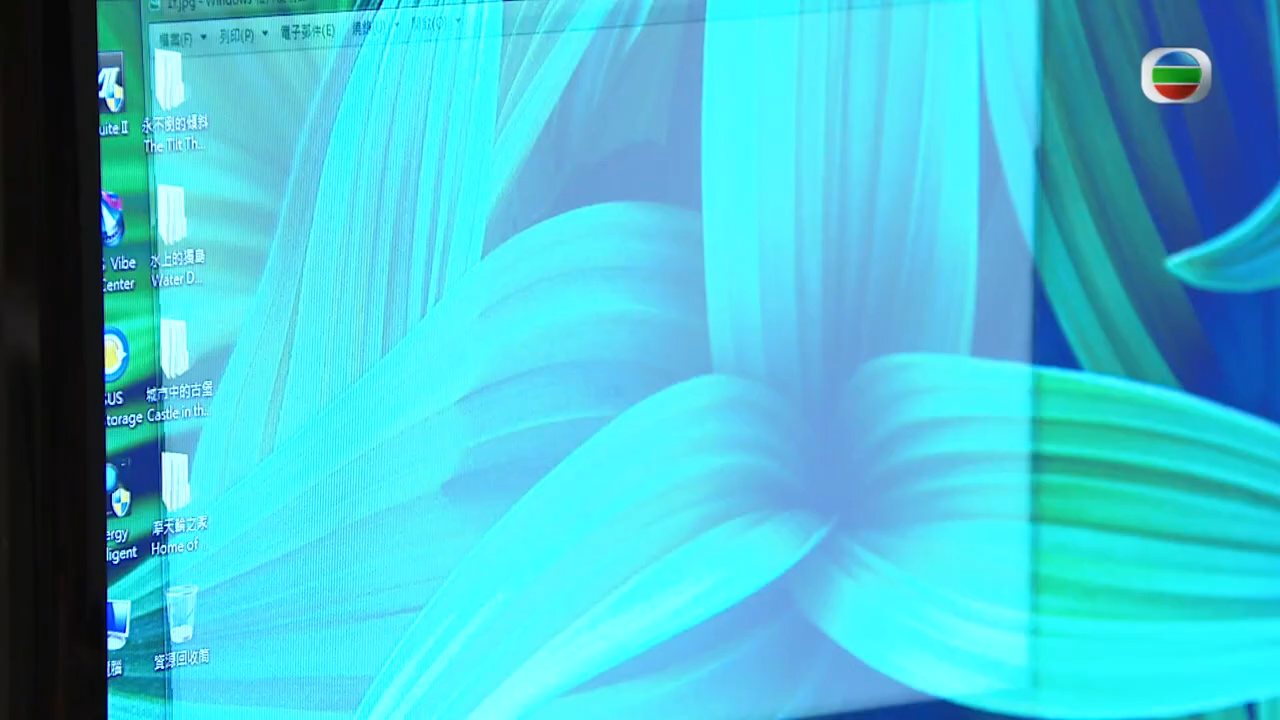 檔案(F) 列印(P) 電子郵件(E)
uite II
永不倒的傾斜
The Tilt Th...
Vibe
Center
水上的獨島
Water D...
SUS
torage
城市中的古堡
Castle in th...
ergy
ligent
摩天輪之家
Home of
資源回收筒